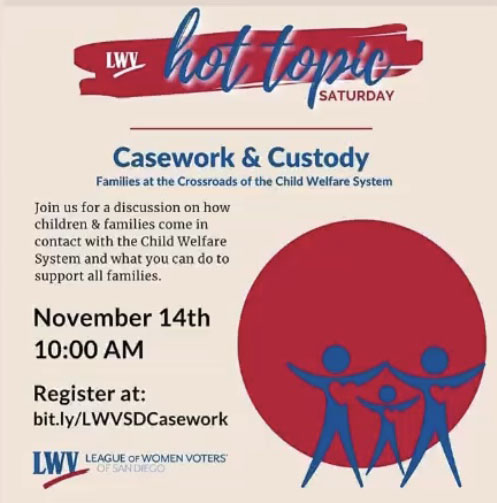 LWV hot topic
SATURDAY
Casework & Custody
Families at the Crossroads of the Child Welfare System
Join us for a discussion on how
children & families come in
contact with the Child Welfare
System and what you can do to
support all families.
November 14th
10:00 AM
Register at:
bit.ly/LWVSDCasework
LWV LEAGUE OF WOMEN VOTERS®
OF SAN DIEGO